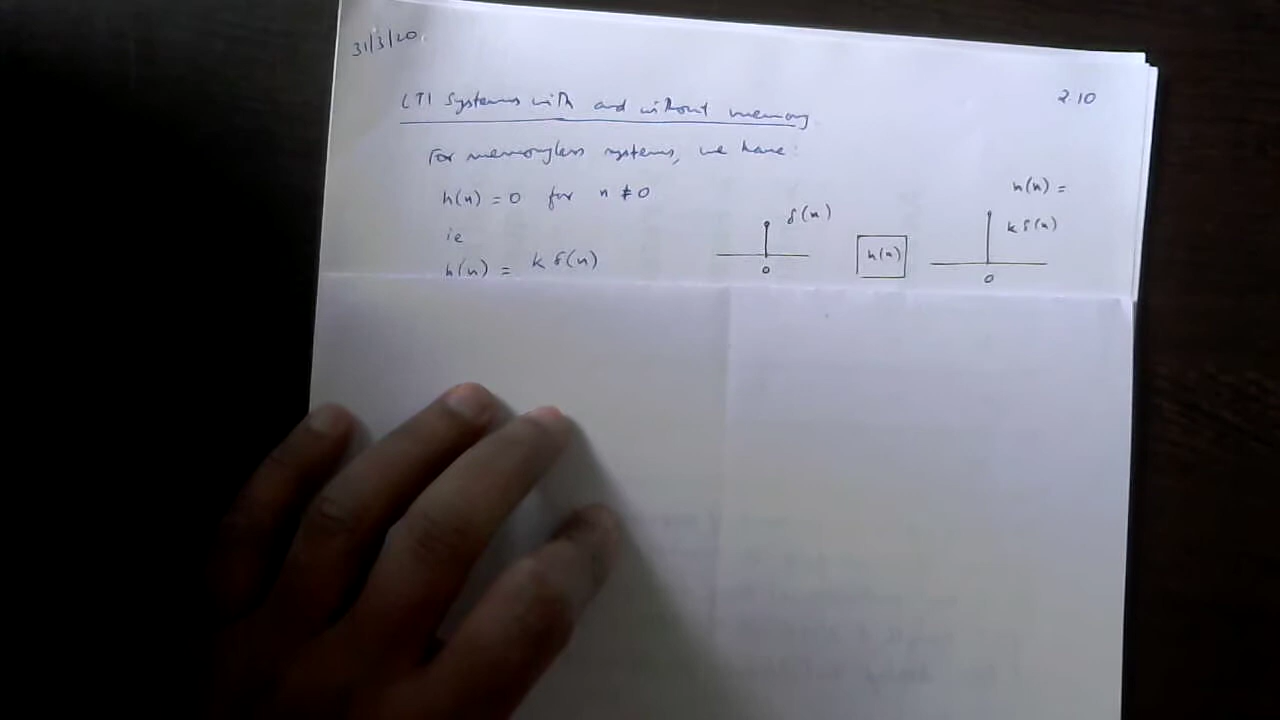 31/3/20
2.10
LTI Systems with and without memory
For memoryless systems, we have:
h(n) = 0 for n ≠ 0
ie
h(n) = k δ(n)
δ(n)
0
h(n)
h(n) =
k δ(n)
0